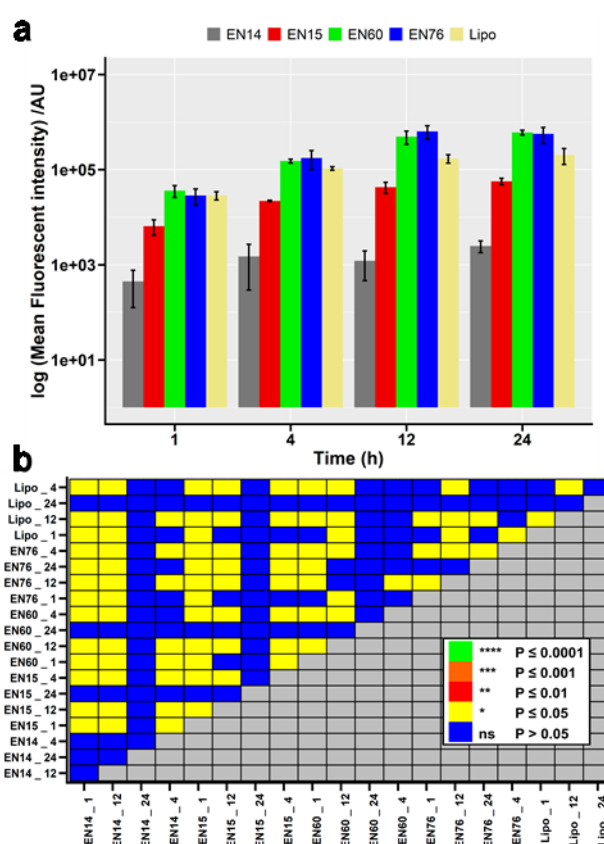 a
EN14 EN15 EN60 EN76 Lipo
log (Mean Fluorescent intensity) /AU
1e+07
1e+05
1e+03
1e+01
1 4 12 24
Time (h)
b
Lipo _ 4
Lipo _ 24
Lipo _ 12
Lipo _ 1
EN76 _ 4
EN76 _ 24
EN76 _ 12
EN76 _ 1
EN60 _ 4
EN60 _ 24
EN60 _ 12
EN60 _ 1
EN15 _ 4
EN15 _ 24
EN15 _ 12
EN15 _ 1
EN14 _ 4
EN14 _ 24
EN14 _ 12
**** P ≤ 0.0001
*** P ≤ 0.001
** P ≤ 0.01
* P ≤ 0.05
ns P > 0.05
EN14 _ 1
EN14 _ 12
EN14 _ 24
EN14 _ 4
EN15 _ 1
EN15 _ 12
EN15 _ 24
EN15 _ 4
EN60 _ 1
EN60 _ 12
EN60 _ 24
EN60 _ 4
EN76 _ 1
EN76 _ 12
EN76 _ 24
EN76 _ 4
Lipo _ 1
Lipo _ 12
Lipo _ 24